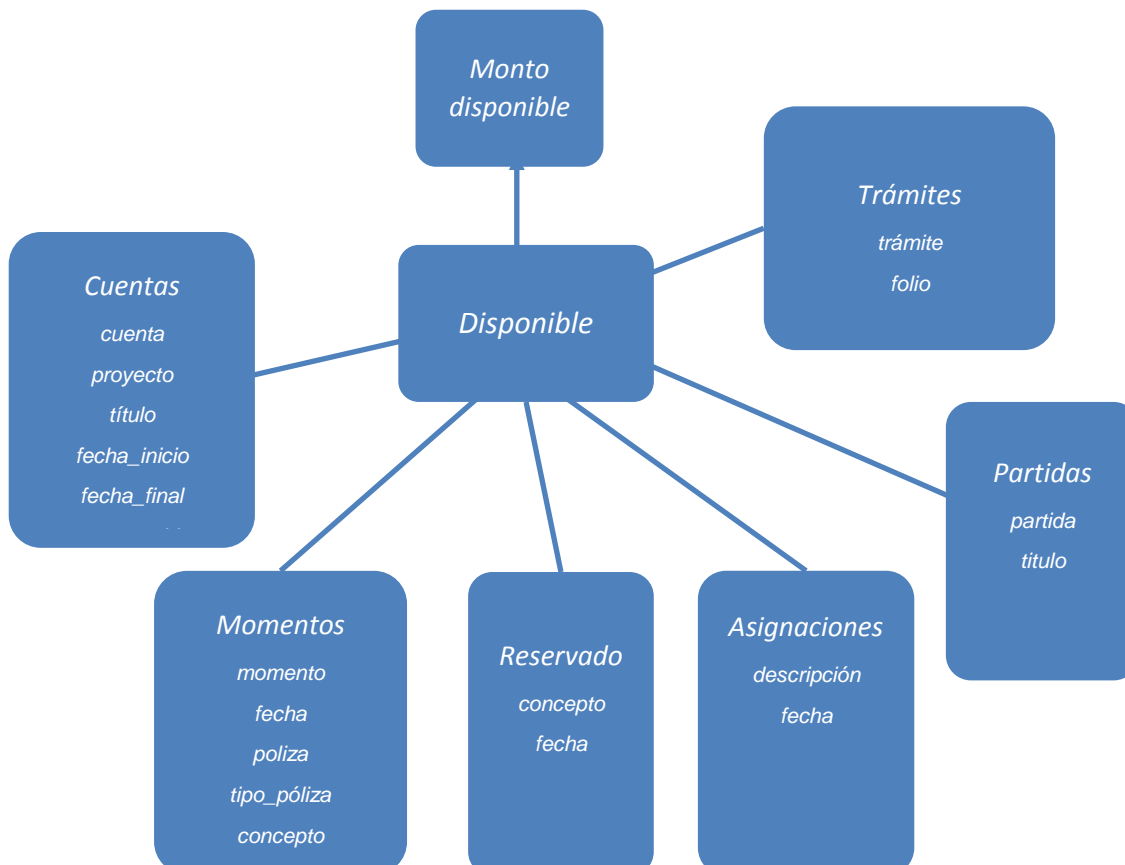 Monto
disponible
Trámites
trámite
folio
Cuentas
cuenta
proyecto
título
fecha_inicio
fecha_final
Disponible
Partidas
partida
titulo
Momentos
momento
fecha
poliza
tipo_póliza
concepto
Reservado
concepto
fecha
Asignaciones
descripción
fecha